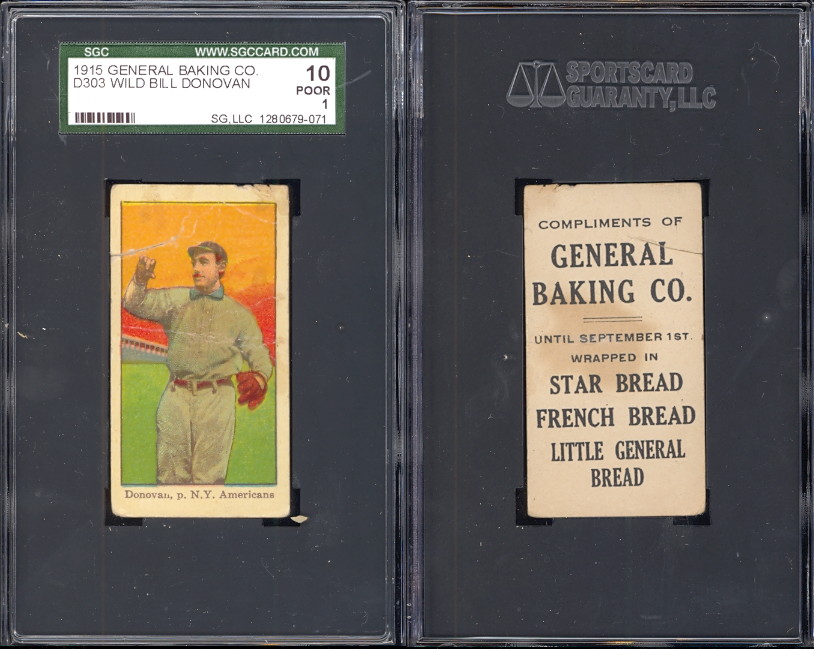 SGC WWW.SGCCARD.COM
1915 GENERAL BAKING CO. 10
D303 WILD BILL DONOVAN POOR
1
SG,LLC 1280679-071
Donovan, p. N.Y. Americans
SPORTSCARD
GUARANTY,LLC
COMPLIMENTS OF
GENERAL
BAKING CO.
UNTIL SEPTEMBER 1ST.
WRAPPED IN
STAR BREAD
FRENCH BREAD
LITTLE GENERAL
BREAD